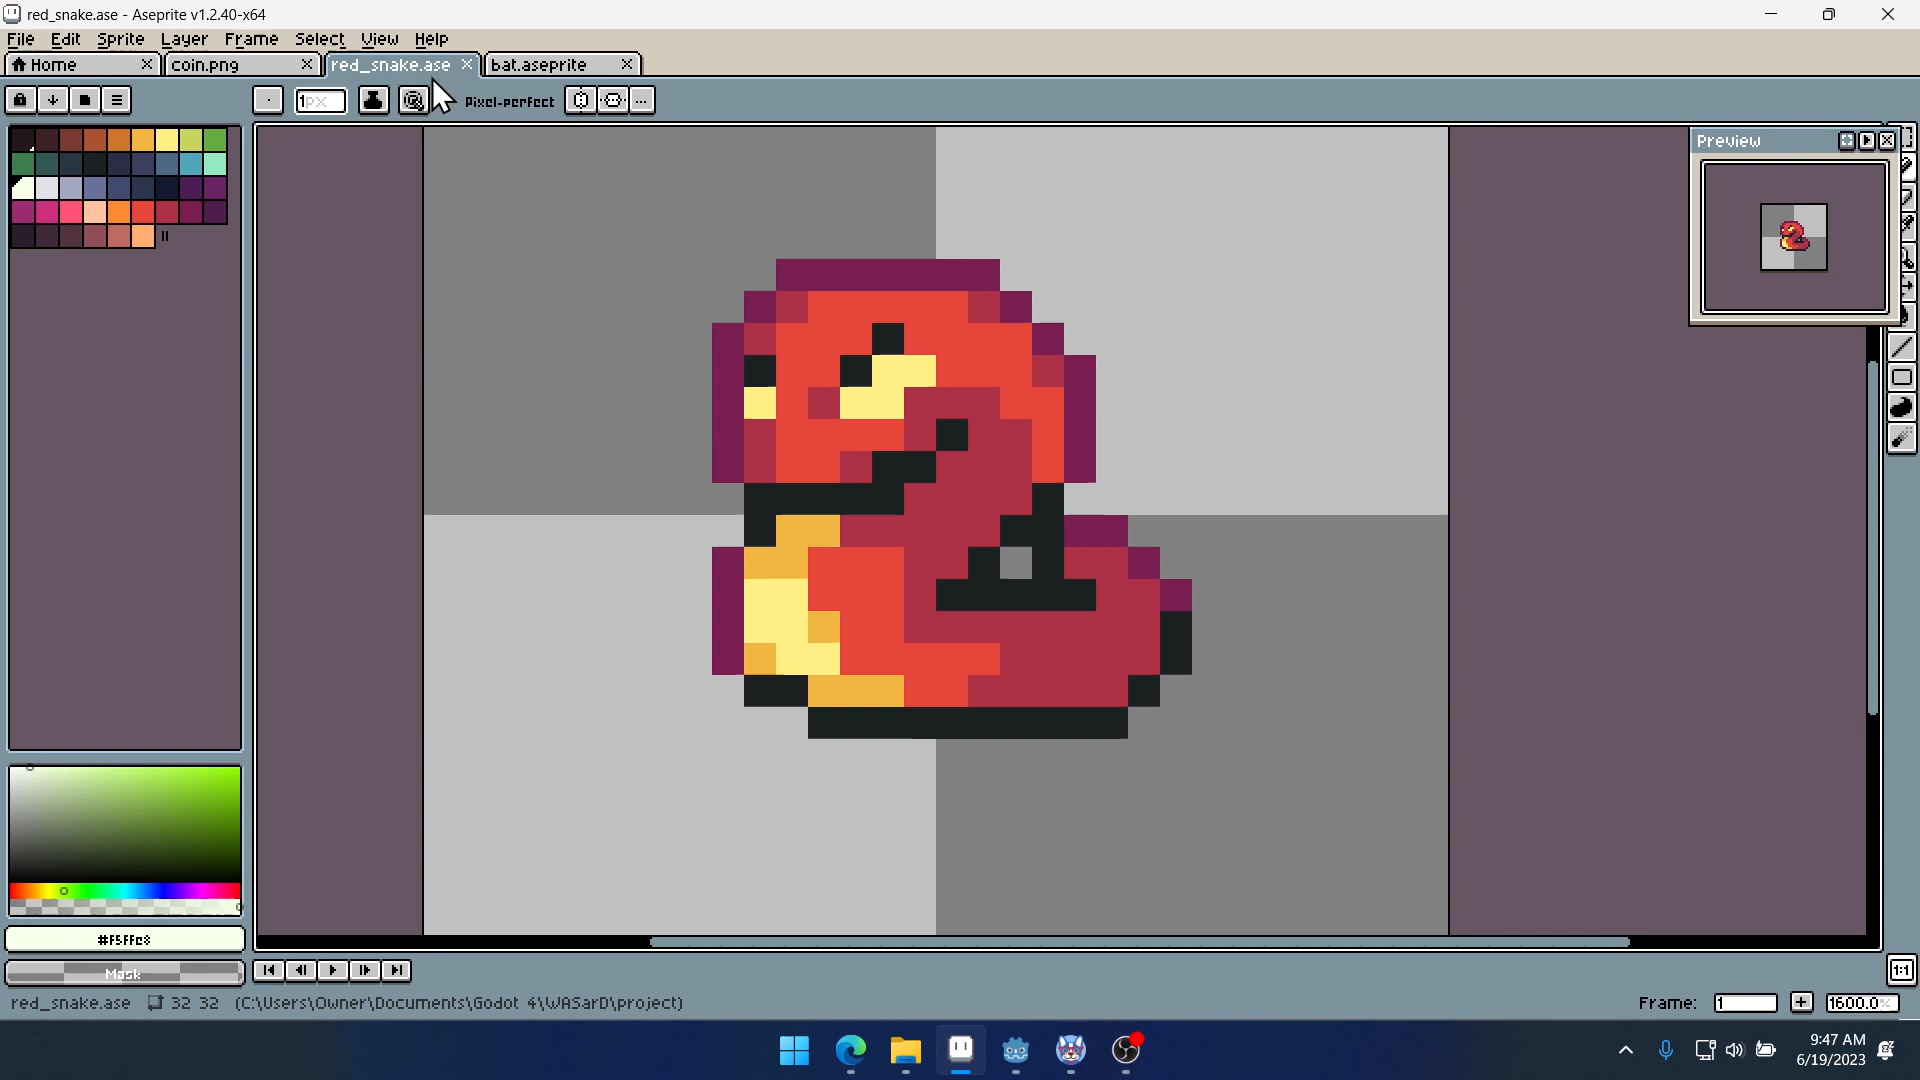 red_snake.ase - Aseprite v1.2.40-x64
File Edit Sprite Layer Frame Select View Help
Home coin.png red_snake.ase bat.aseprite
1px Pixel-perfect
Preview
#F5FFE8
Mask
1:1
red_snake.ase 32 32 (C:\Users\Owner\Documents\Godot 4\WASarD\project)
Frame: 1 1600.0
9:47 AM
6/19/2023